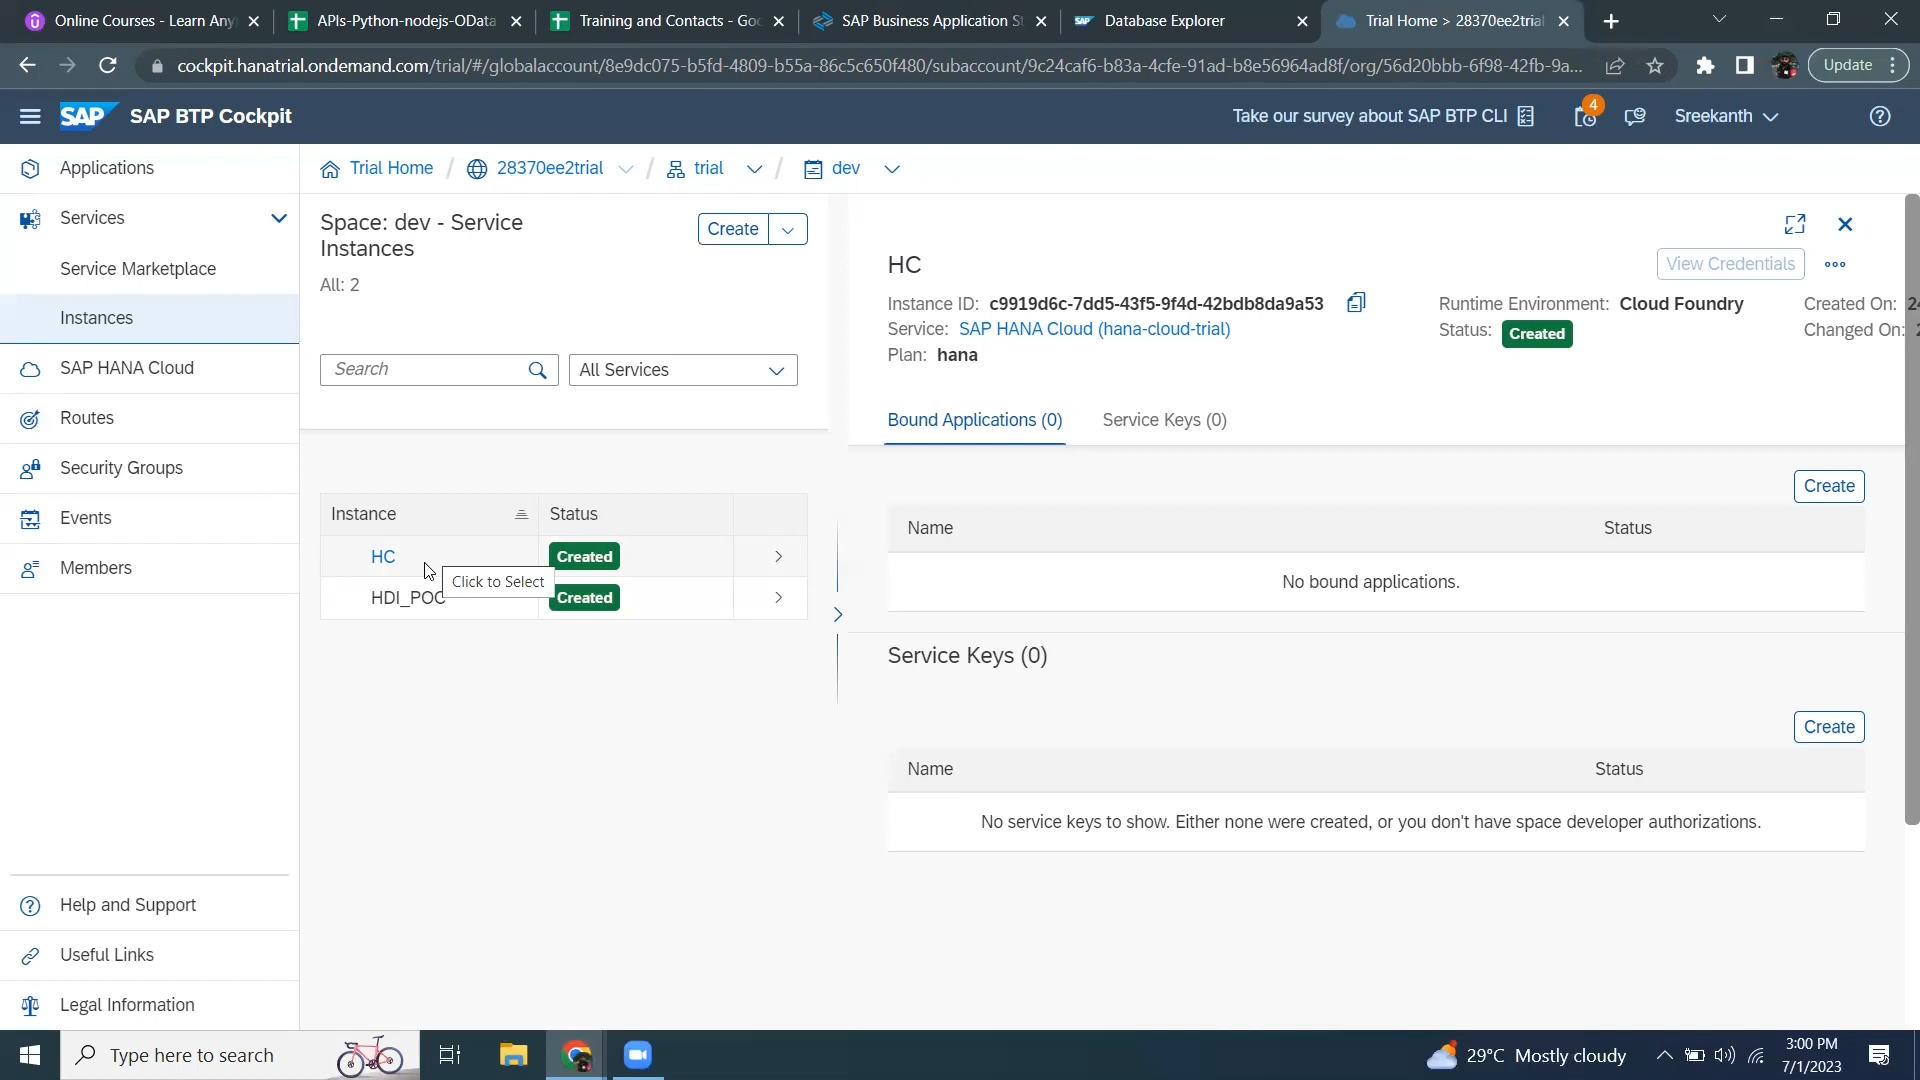 Online Courses - Learn Any
APIs-Python-nodejs-OData
Training and Contacts - Goo
SAP Business Application St
SAP
Database Explorer
Trial Home > 28370ee2trial
cockpit.hanatrial.ondemand.com/trial/#/globalaccount/8e9dc075-b5fd-4809-b55a-86c5c650f480/subaccount/9c24caf6-b83a-4cfe-91ad-b8e56964ad8f/org/56d20bbb-6f98-42fb-9a...
Update
SAP SAP BTP Cockpit
Take our survey about SAP BTP CLI
4
Sreekanth
Applications
Services
Service Marketplace
Instances
SAP HANA Cloud
Routes
Security Groups
Events
Members
Help and Support
Useful Links
Legal Information
Trial Home / 28370ee2trial / trial / dev
Space: dev - Service
Instances
All: 2
Create
Search
All Services
Instance Status
HC Created
Click to Select
HDI_POC Created
HC
View Credentials
Instance ID: c9919d6c-7dd5-43f5-9f4d-42bdb8da9a53
Service: SAP HANA Cloud (hana-cloud-trial)
Plan: hana
Runtime Environment: Cloud Foundry
Status: Created
Created On: 2
Changed On:
Bound Applications (0) Service Keys (0)
Create
Name Status
No bound applications.
Service Keys (0)
Create
Name Status
No service keys to show. Either none were created, or you don't have space developer authorizations.
Type here to search
29°C Mostly cloudy
3:00 PM
7/1/2023